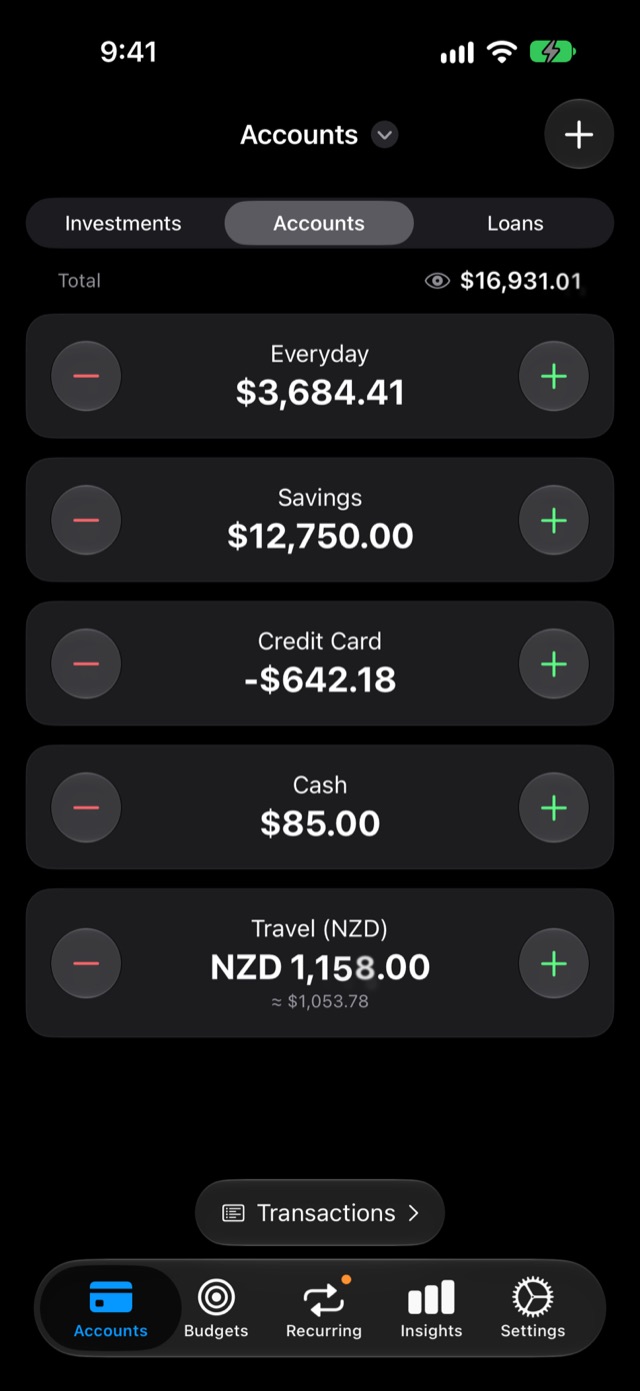 9:41
Accounts
Investments Accounts Loans
Total $16,931.01
Everyday
$3,684.41
Savings
$12,750.00
Credit Card
-$642.18
Cash
$85.00
Travel (NZD)
NZD 1,158.00
≈ $1,053.78
Transactions
Accounts Budgets Recurring Insights Settings